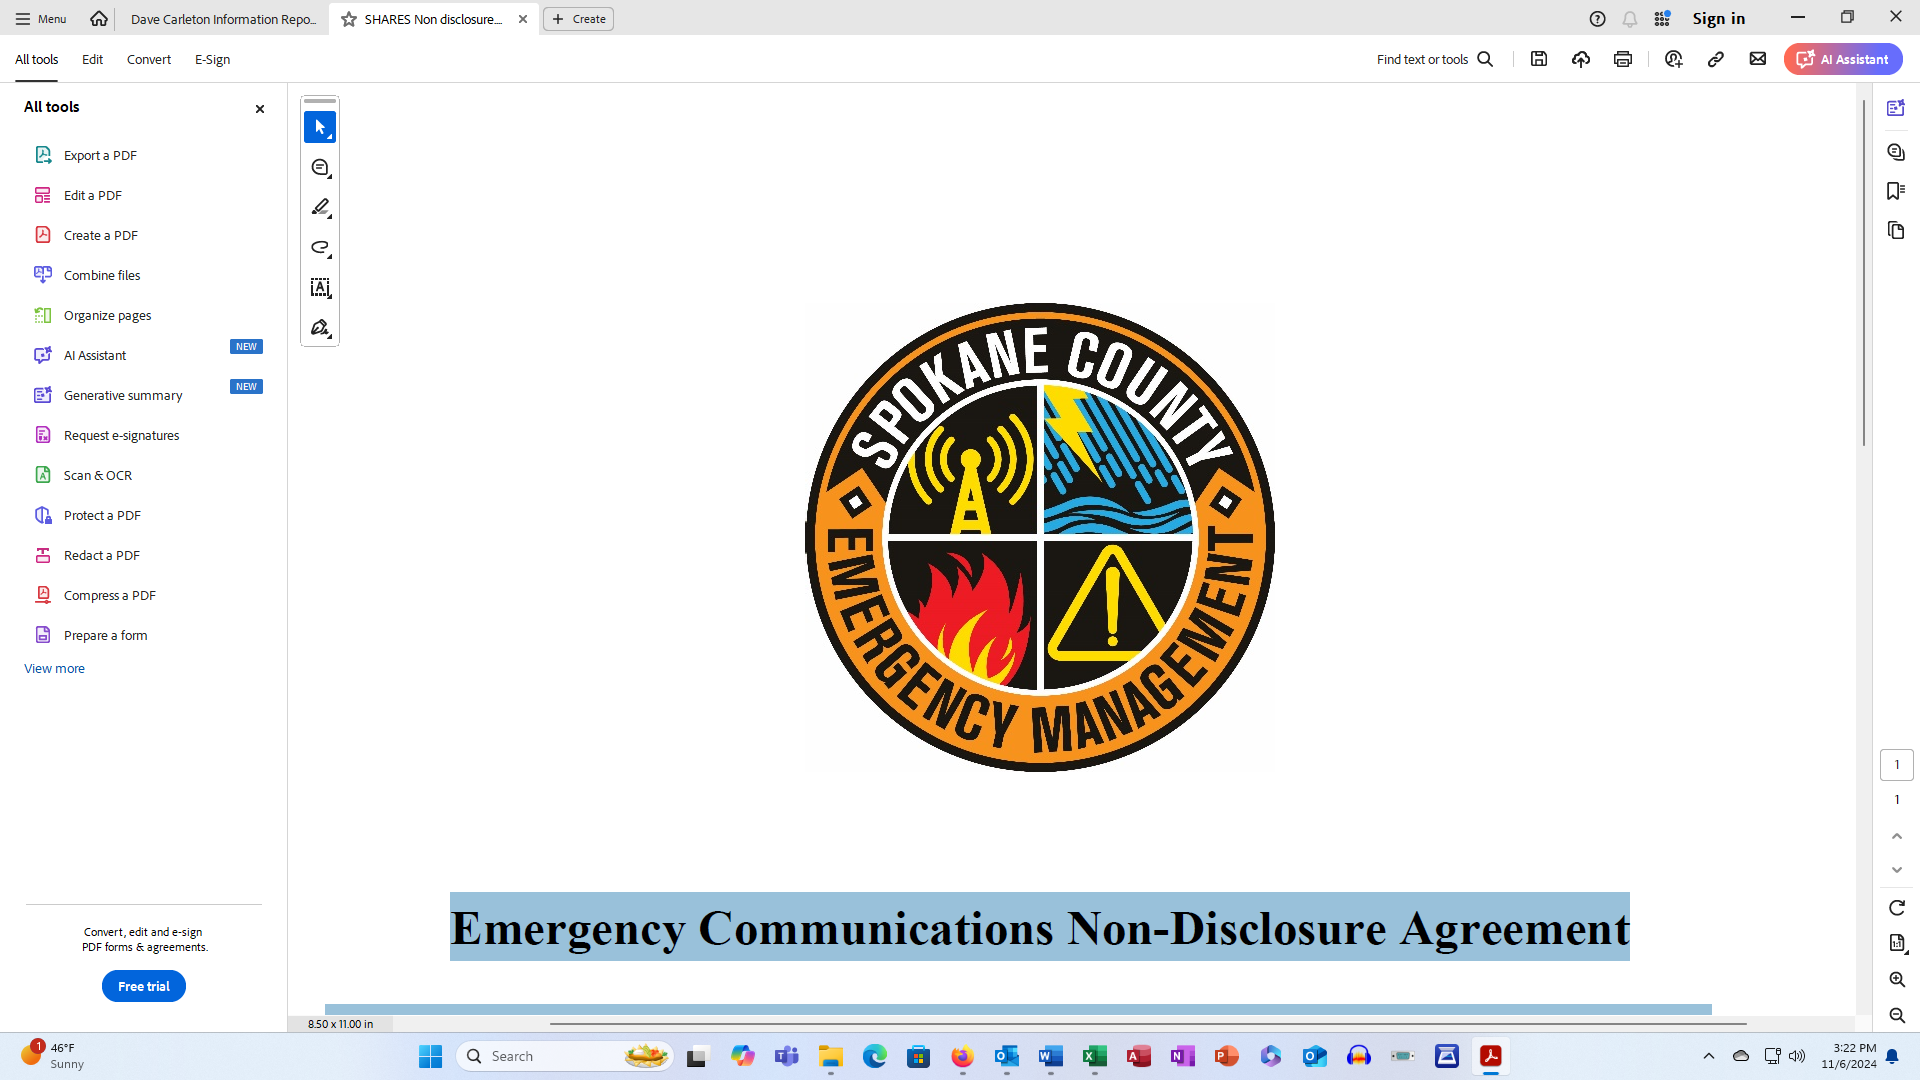 Menu
Dave Carleton Information Repo...
SHARES Non disclosure...
Create
Sign in
All tools
Edit
Convert
E-Sign
Find text or tools
AI Assistant
All tools
Export a PDF
Edit a PDF
Create a PDF
Combine files
Organize pages
AI Assistant
NEW
Generative summary
NEW
Request e-signatures
Scan & OCR
Protect a PDF
Redact a PDF
Compress a PDF
Prepare a form
View more
Convert, edit and e-sign
PDF forms & agreements.
Free trial
SPOKANE COUNTY
EMERGENCY MANAGEMENT
Emergency Communications Non-Disclosure Agreement
8.50 x 11.00 in
1
1
1
46°F
Sunny
Search
3:22 PM
11/6/2024